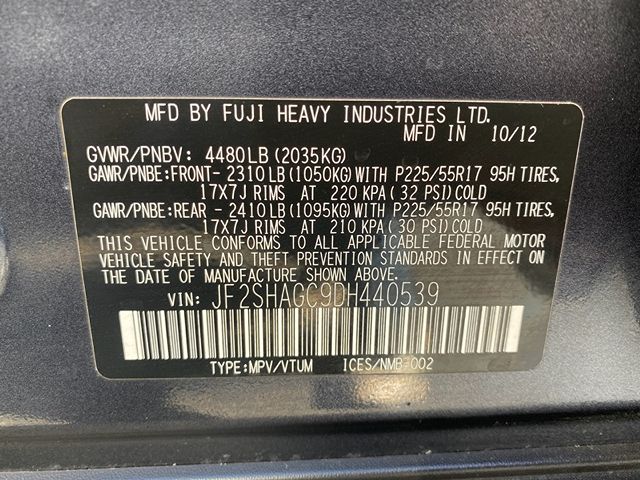 MFD BY FUJI HEAVY INDUSTRIES LTD.
MFD IN 10/12
GVWR/PNBV: 4480LB (2035KG)
GAWR/PNBE:FRONT- 2310LB (1050KG) WITH P225/55R17 95H TIRES,
17X7J RIMS AT 220 KPA ( 32 PSI) COLD
GAWR/PNBE:REAR - 2410LB (1095KG) WITH P225/55R17 95H TIRES,
17X7J RIMS AT 210 KPA ( 30 PSI) COLD
THIS VEHICLE CONFORMS TO ALL APPLICABLE FEDERAL MOTOR
VEHICLE SAFETY AND THEFT PREVENTION STANDARDS IN EFFECT ON
THE DATE OF MANUFACTURE SHOWN ABOVE.
VIN: JF2SHAGC9DH440539
TYPE:MPV/VTUM ICES/NMB-002